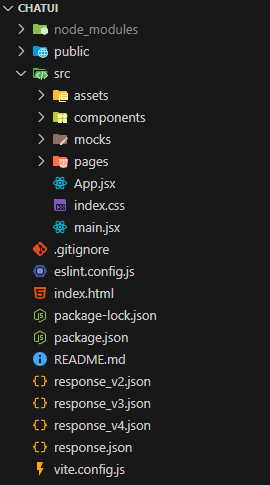 CHATUI
node_modules
public
src
assets
components
mocks
pages
App.jsx
index.css
main.jsx
.gitignore
eslint.config.js
index.html
package-lock.json
package.json
README.md
response_v2.json
response_v3.json
response_v4.json
response.json
vite.config.js